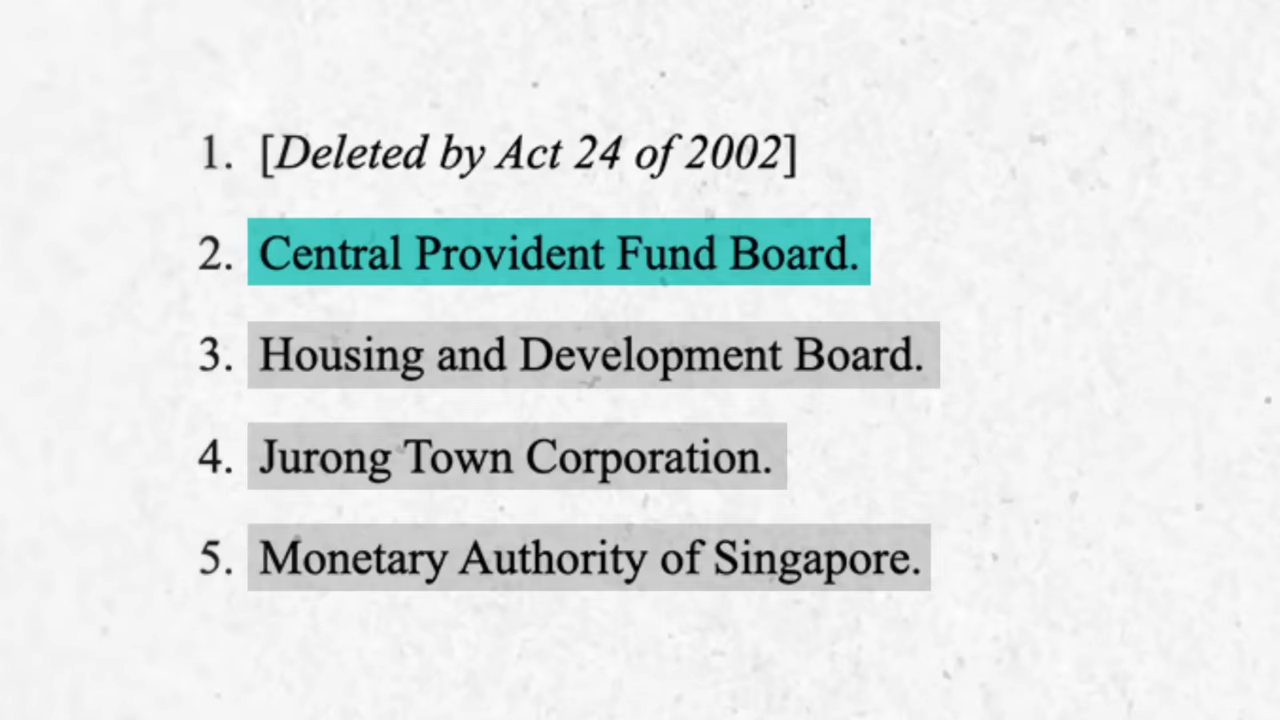 1. [Deleted by Act 24 of 2002]
2. Central Provident Fund Board.
3. Housing and Development Board.
4. Jurong Town Corporation.
5. Monetary Authority of Singapore.